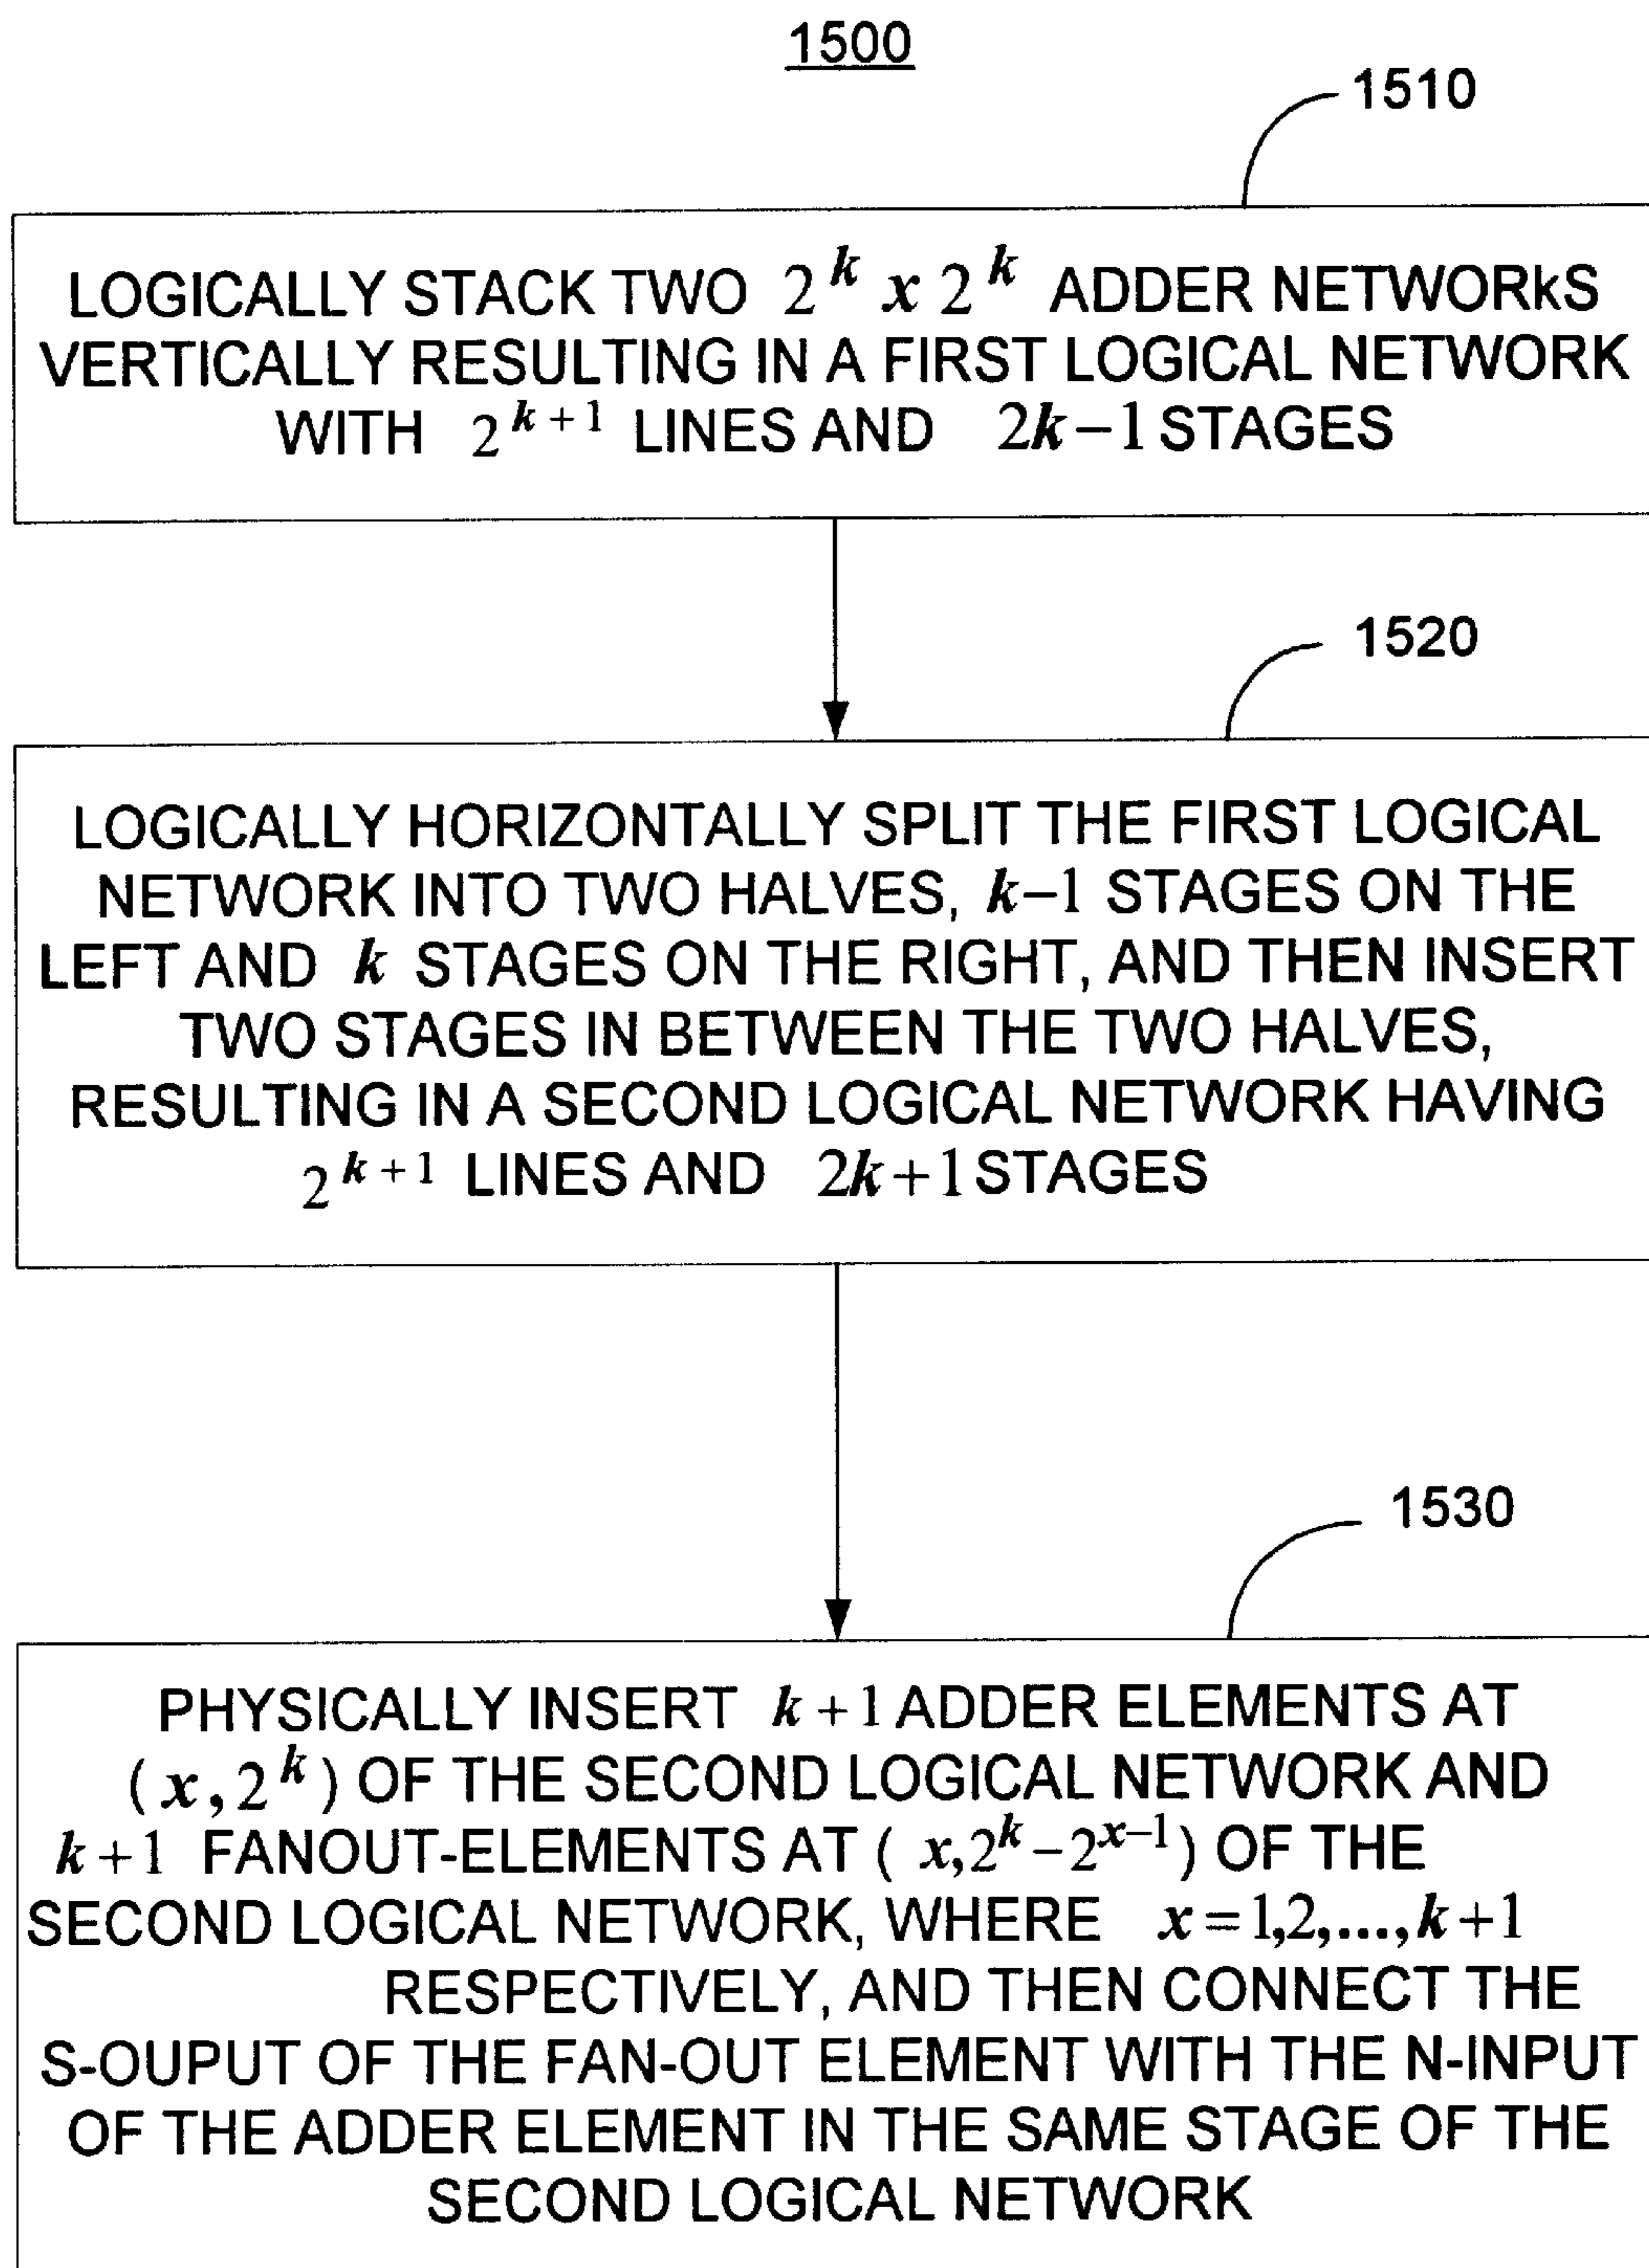 1500
1510
LOGICALLY STACK TWO 2^k x 2^k ADDER NETWORkS
VERTICALLY RESULTING IN A FIRST LOGICAL NETWORK
WITH 2^{k+1} LINES AND 2k−1 STAGES
1520
LOGICALLY HORIZONTALLY SPLIT THE FIRST LOGICAL
NETWORK INTO TWO HALVES, k−1 STAGES ON THE
LEFT AND k STAGES ON THE RIGHT, AND THEN INSERT
TWO STAGES IN BETWEEN THE TWO HALVES,
RESULTING IN A SECOND LOGICAL NETWORK HAVING
2^{k+1} LINES AND 2k+1 STAGES
1530
PHYSICALLY INSERT k+1 ADDER ELEMENTS AT
(x,2^k) OF THE SECOND LOGICAL NETWORK AND
k+1 FANOUT-ELEMENTS AT (x,2^k−2^{x−1}) OF THE
SECOND LOGICAL NETWORK, WHERE x=1,2,...,k+1
RESPECTIVELY, AND THEN CONNECT THE
S-OUPUT OF THE FAN-OUT ELEMENT WITH THE N-INPUT
OF THE ADDER ELEMENT IN THE SAME STAGE OF THE
SECOND LOGICAL NETWORK